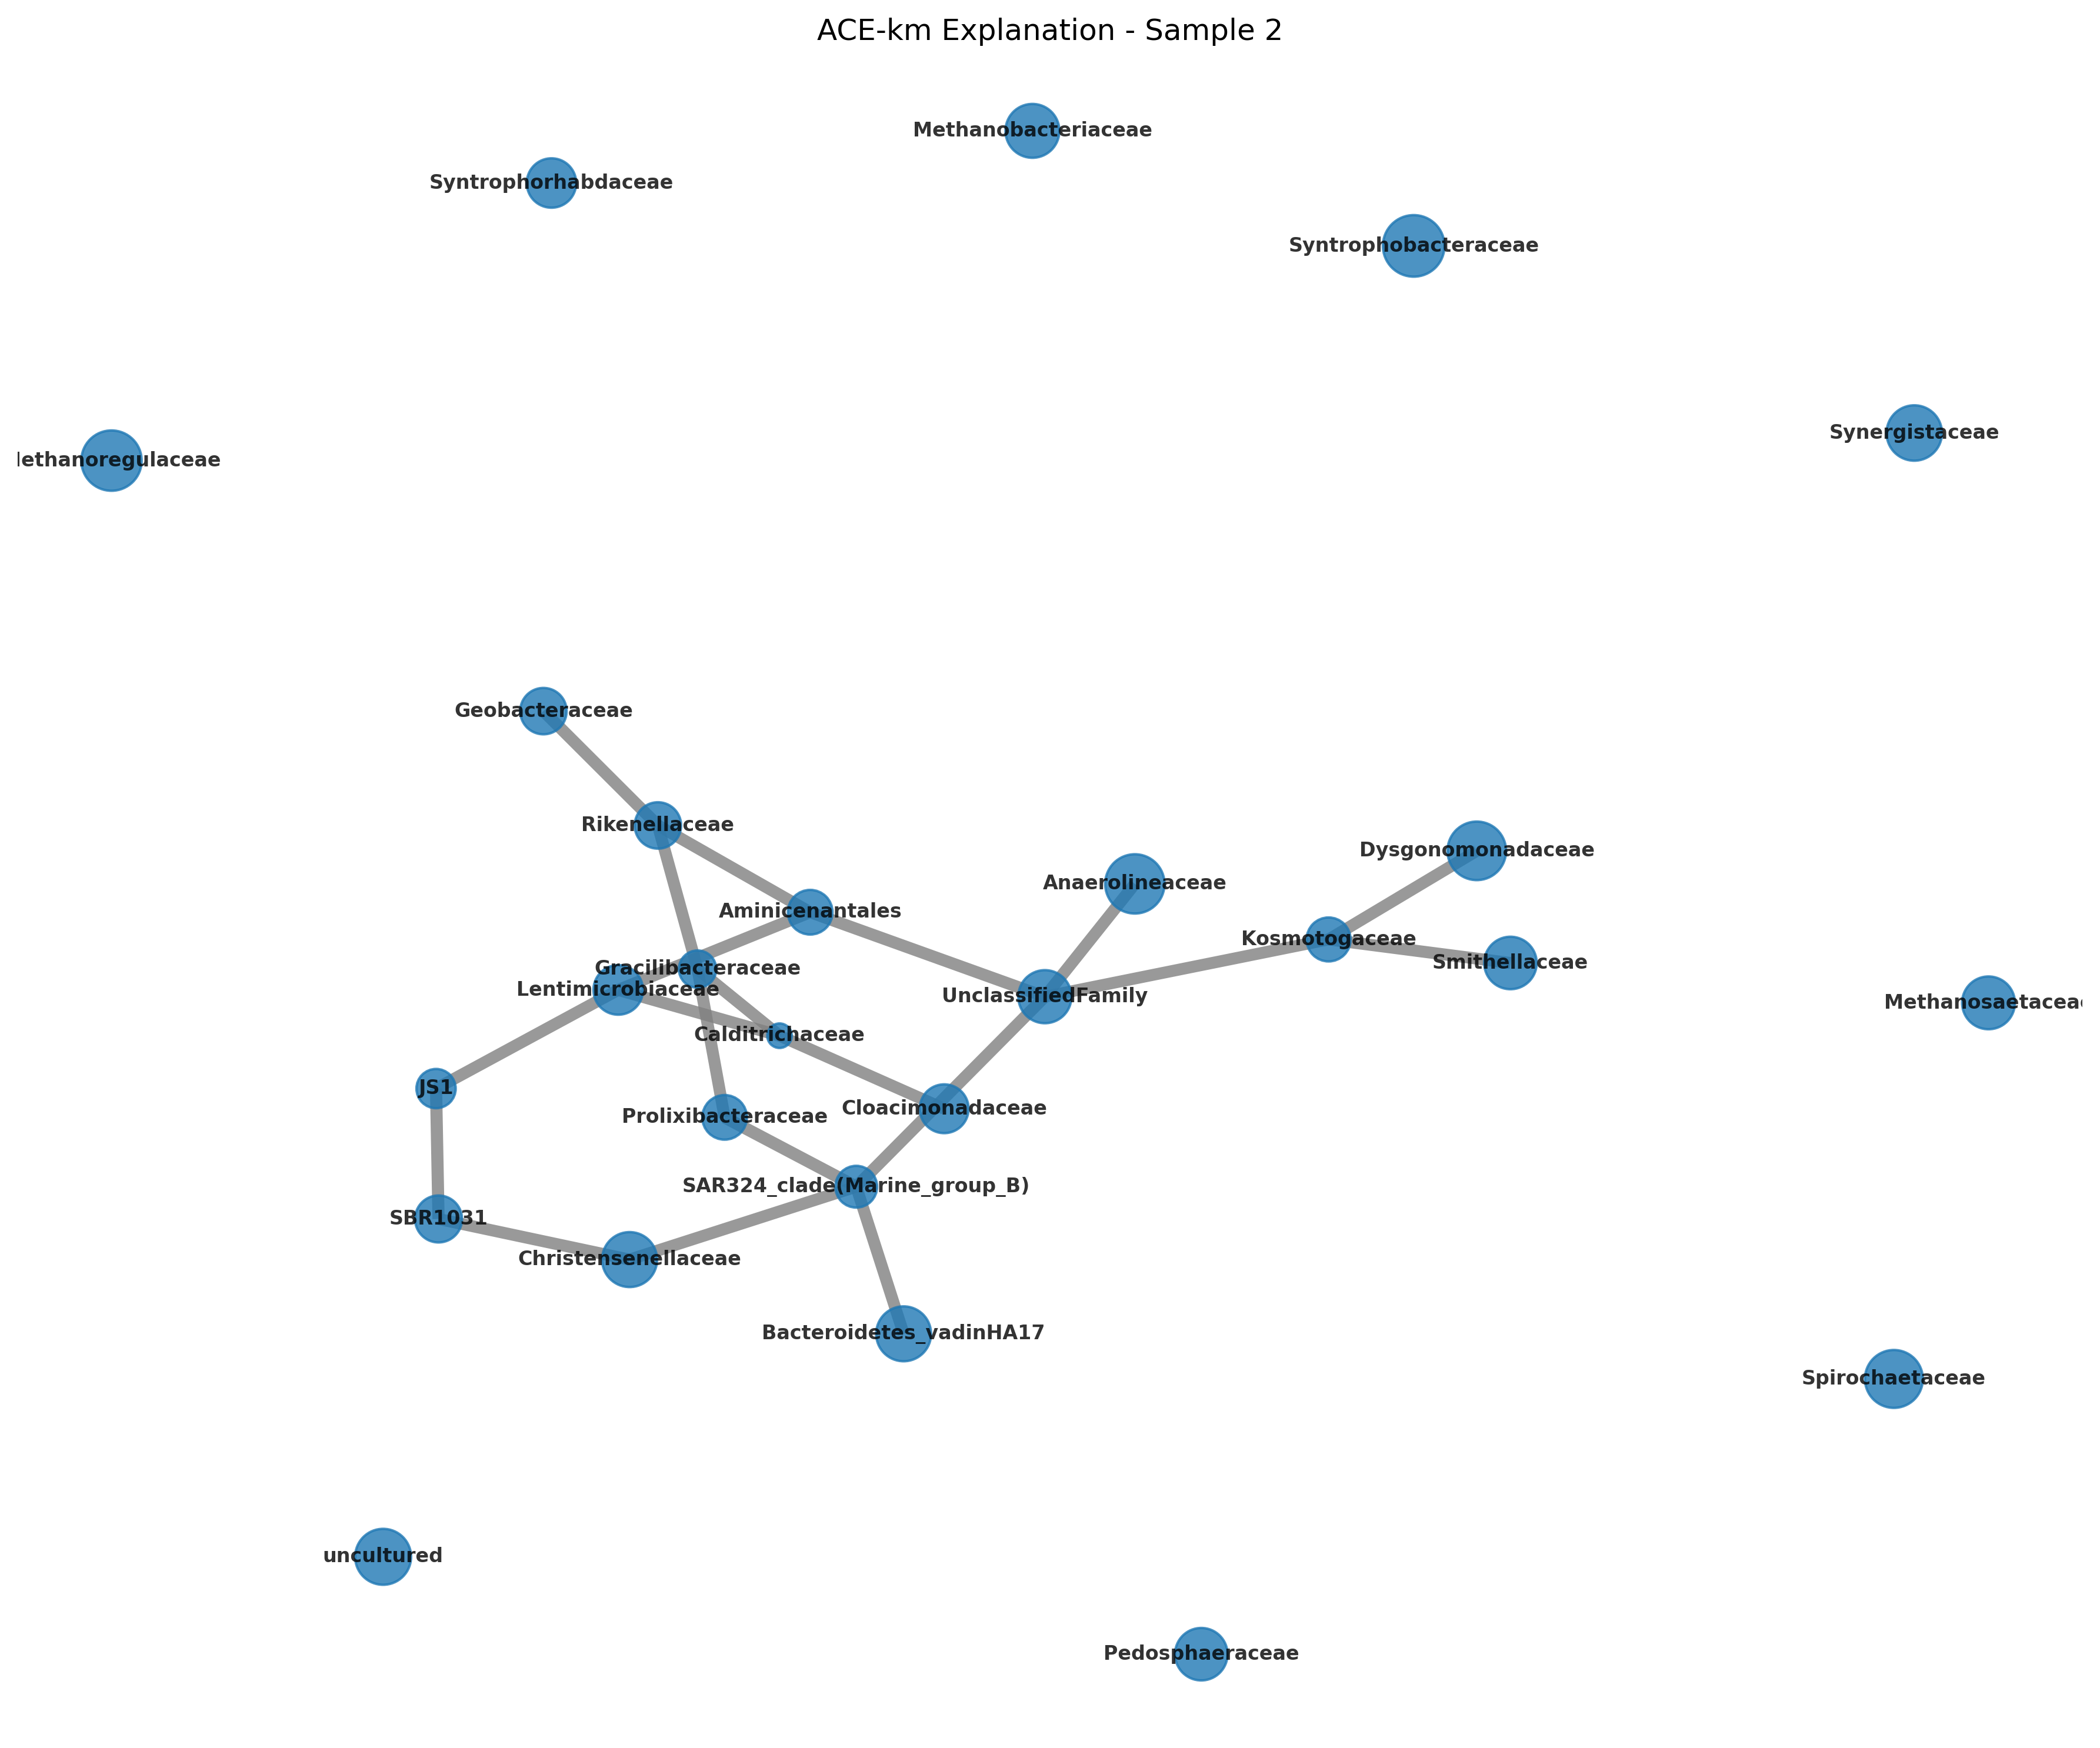 ACE-km Explanation - Sample 2
Methanobacteriaceae
Syntrophorhabdaceae
Syntrophobacteraceae
Synergistaceae
ethanoregulaceae
Geobacteraceae
Rikenellaceae
Dysgonomonadaceae
Anaerolineaceae
Aminicenantales
Kosmotogaceae
Smithellaceae
Gracilibacteraceae
Lentimicrobiaceae
UnclassifiedFamily
Methanosaetacea
Calditrichaceae
JS1
Cloacimonadaceae
Prolixibacteraceae
SAR324_clade(Marine_group_B)
SBR1031
Christensenellaceae
Bacteroidetes_vadinHA17
Spirochaetaceae
uncultured
Pedosphaeraceae